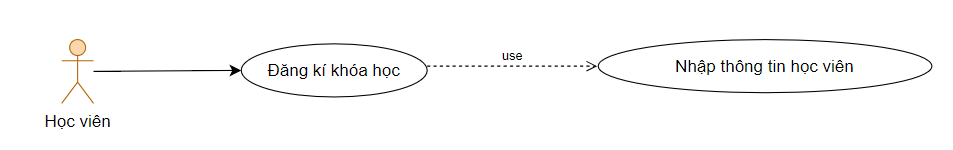 Đăng kí khóa học
use
Nhập thông tin học viên
Học viên